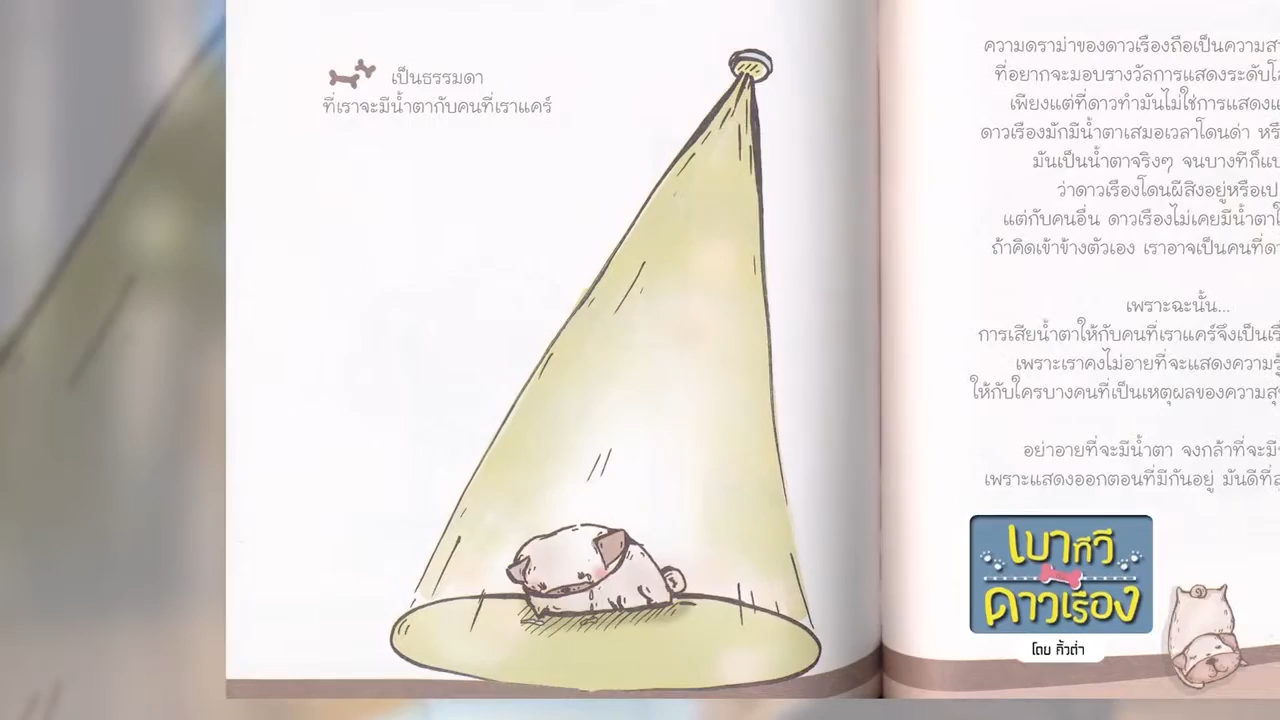 เป็นธรรมดา
ที่เราจะมีน้ำตากับคนที่เราแคร์
ความดราม่าของดาวเรืองถือเป็นความ
ที่อยากจะมอบรางวัลการแสดงระดับ
เพียงแต่ที่ดาวทำมันไม่ใช่การแสดง
ดาวเรืองมักมีน้ำตาเสมอเวลาโดนด่า
มันเป็นน้ำตาจริงๆ จนบางทีก็
ว่าดาวเรืองโดนผีสิงอยู่หรือ
แต่กับคนอื่น ดาวเรืองไม่เคยมีน้ำตา
ถ้าคิดเข้าข้างตัวเอง เราอาจเป็นคนที่
เพราะฉะนั้น...
การเสียน้ำตาให้กับคนที่เราแคร์จึงเป็น
เพราะเราคงไม่อายที่จะแสดงความ
ให้กับใครบางคนที่เป็นเหตุผลของความ
อย่าอายที่จะมีน้ำตา จงกล้าที่จะมี
เพราะแสดงออกตอนที่มีกันอยู่ มันดีที่
เบาทีวี
ดาวเรือง
โดย คิ้วต่ำ